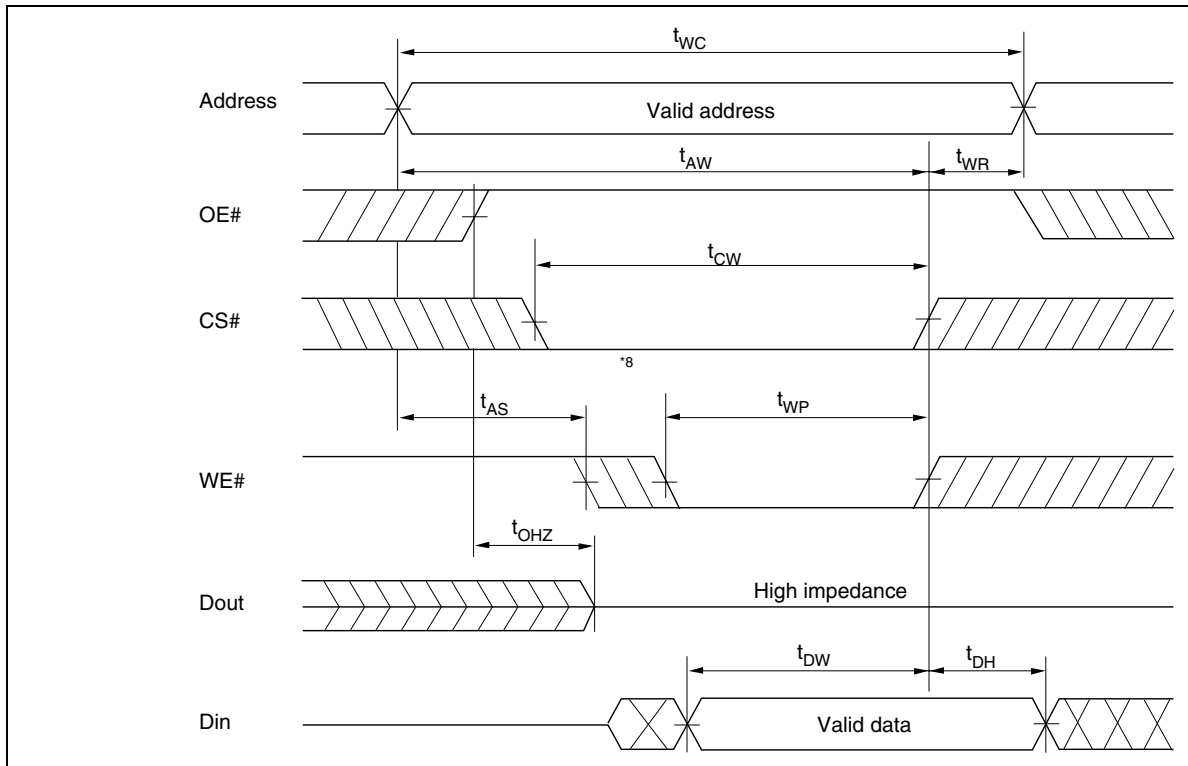 tWC
Address
Valid address
tAW
tWR
OE#
tCW
CS#
*8
tAS
tWP
WE#
tOHZ
Dout
High impedance
tDW
tDH
Din
Valid data